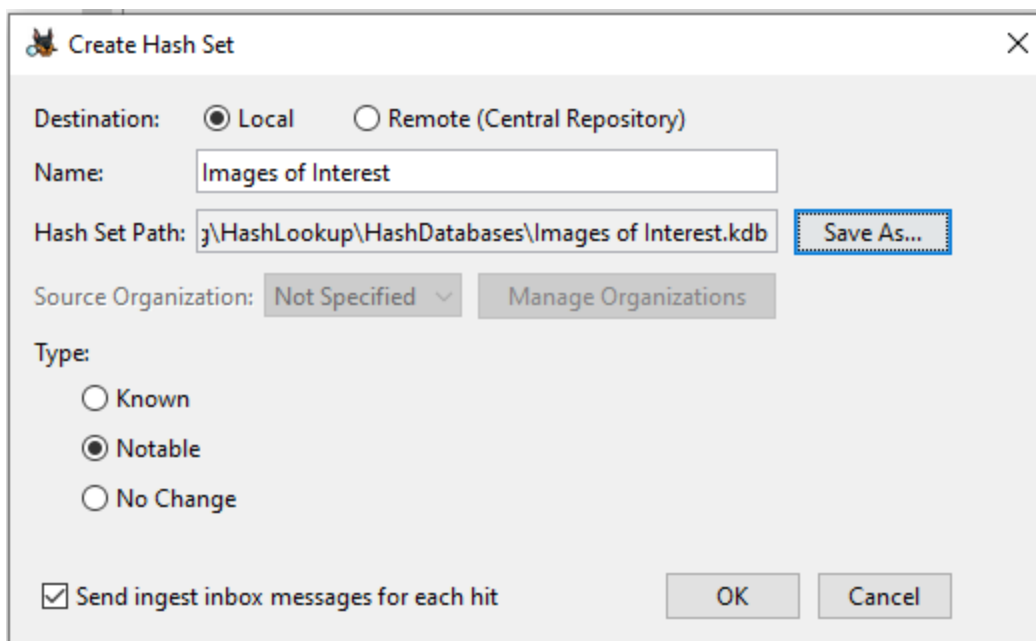 Create Hash Set
Destination: Local Remote (Central Repository)
Name: Images of Interest
Hash Set Path: g\HashLookup\HashDatabases\Images of Interest.kdb Save As...
Source Organization: Not Specified Manage Organizations
Type:
Known
Notable
No Change
Send ingest inbox messages for each hit OK Cancel